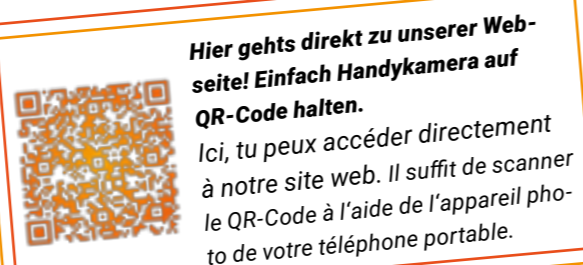 Hier gehts direkt zu unserer Web-
seite! Einfach Handykamera auf
QR-Code halten.
Ici, tu peux accéder directement
à notre site web. Il suffit de scanner
le QR-Code à l‘aide de l‘appareil pho-
to de votre téléphone portable.